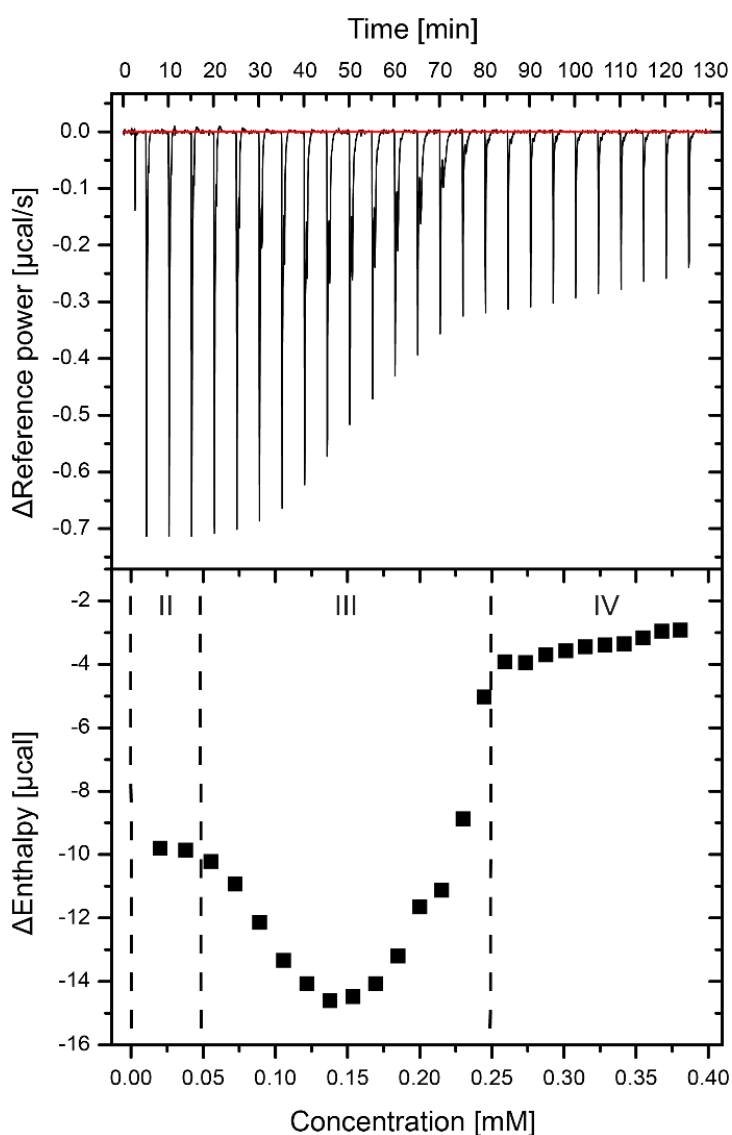 Time [min]
0 10 20 30 40 50 60 70 80 90 100 110 120 130
ΔReference power [µcal/s]
0.0
-0.1
-0.2
-0.3
-0.4
-0.5
-0.6
-0.7
ΔEnthalpy [µcal]
-2
-4
-6
-8
-10
-12
-14
-16
II III IV
0.00 0.05 0.10 0.15 0.20 0.25 0.30 0.35 0.40
Concentration [mM]